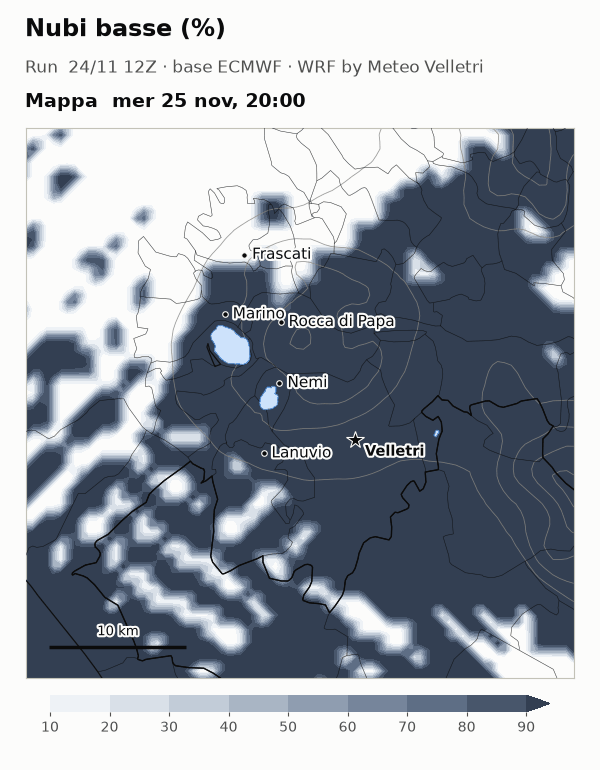 Nubi basse (%)
Run  24/11 12Z · base ECMWF · WRF by Meteo Velletri
Mappa  mer 25 nov, 20:00
Frascati
Marino
Rocca di Papa
Nemi
Velletri
Lanuvio
10 km
10 20 30 40 50 60 70 80 90